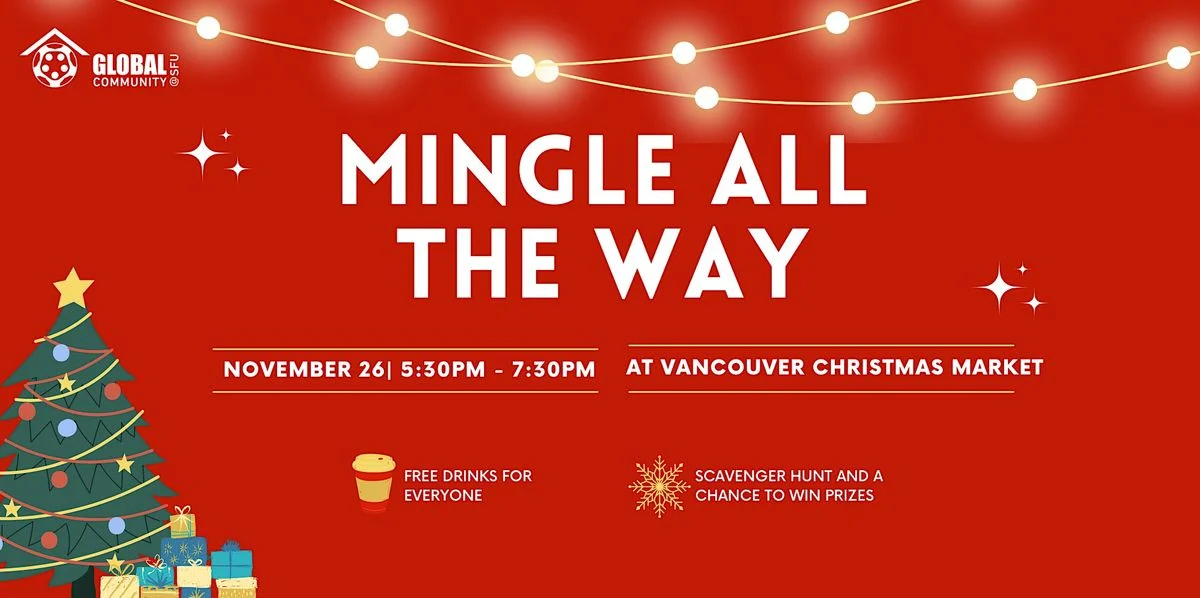 GLOBAL
COMMUNITY
@SFU
MINGLE ALL
THE WAY
NOVEMBER 26| 5:30PM - 7:30PM
AT VANCOUVER CHRISTMAS MARKET
FREE DRINKS FOR
EVERYONE
SCAVENGER HUNT AND A
CHANCE TO WIN PRIZES